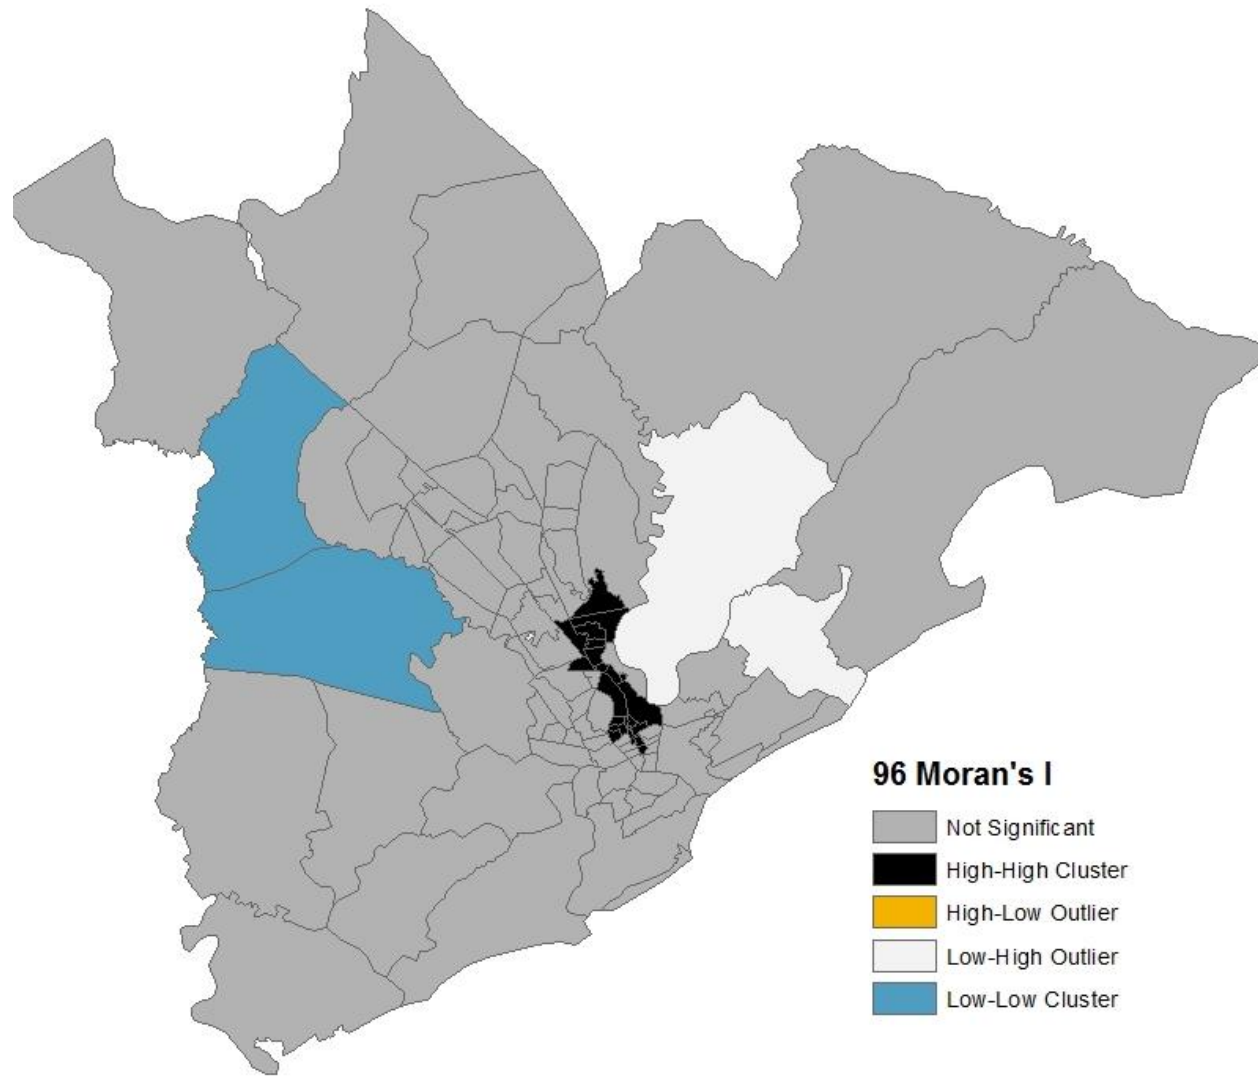 96 Moran's I
Not Significant
High-High Cluster
High-Low Outlier
Low-High Outlier
Low-Low Cluster